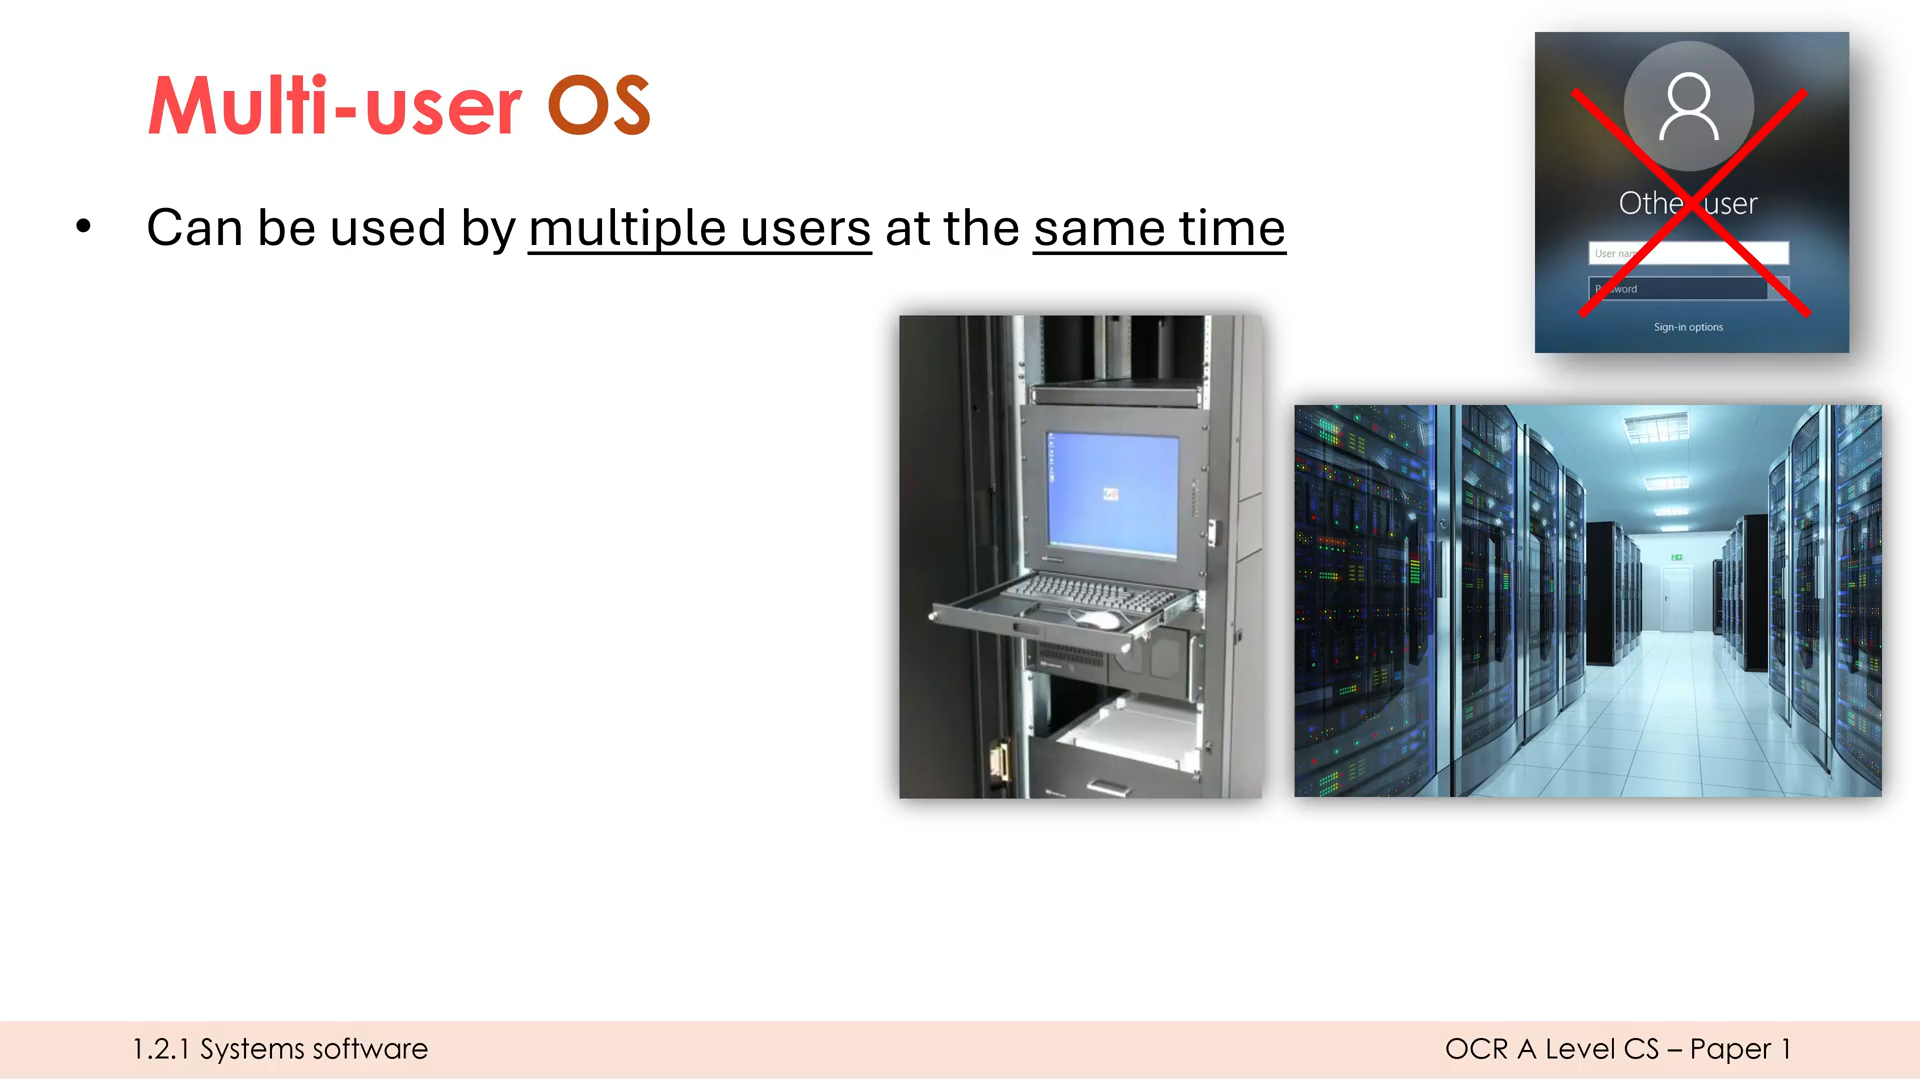 Multi-user OS
• Can be used by multiple users at the same time
Other user
User name
Password
Sign-in options
1.2.1 Systems software
OCR A Level CS – Paper 1